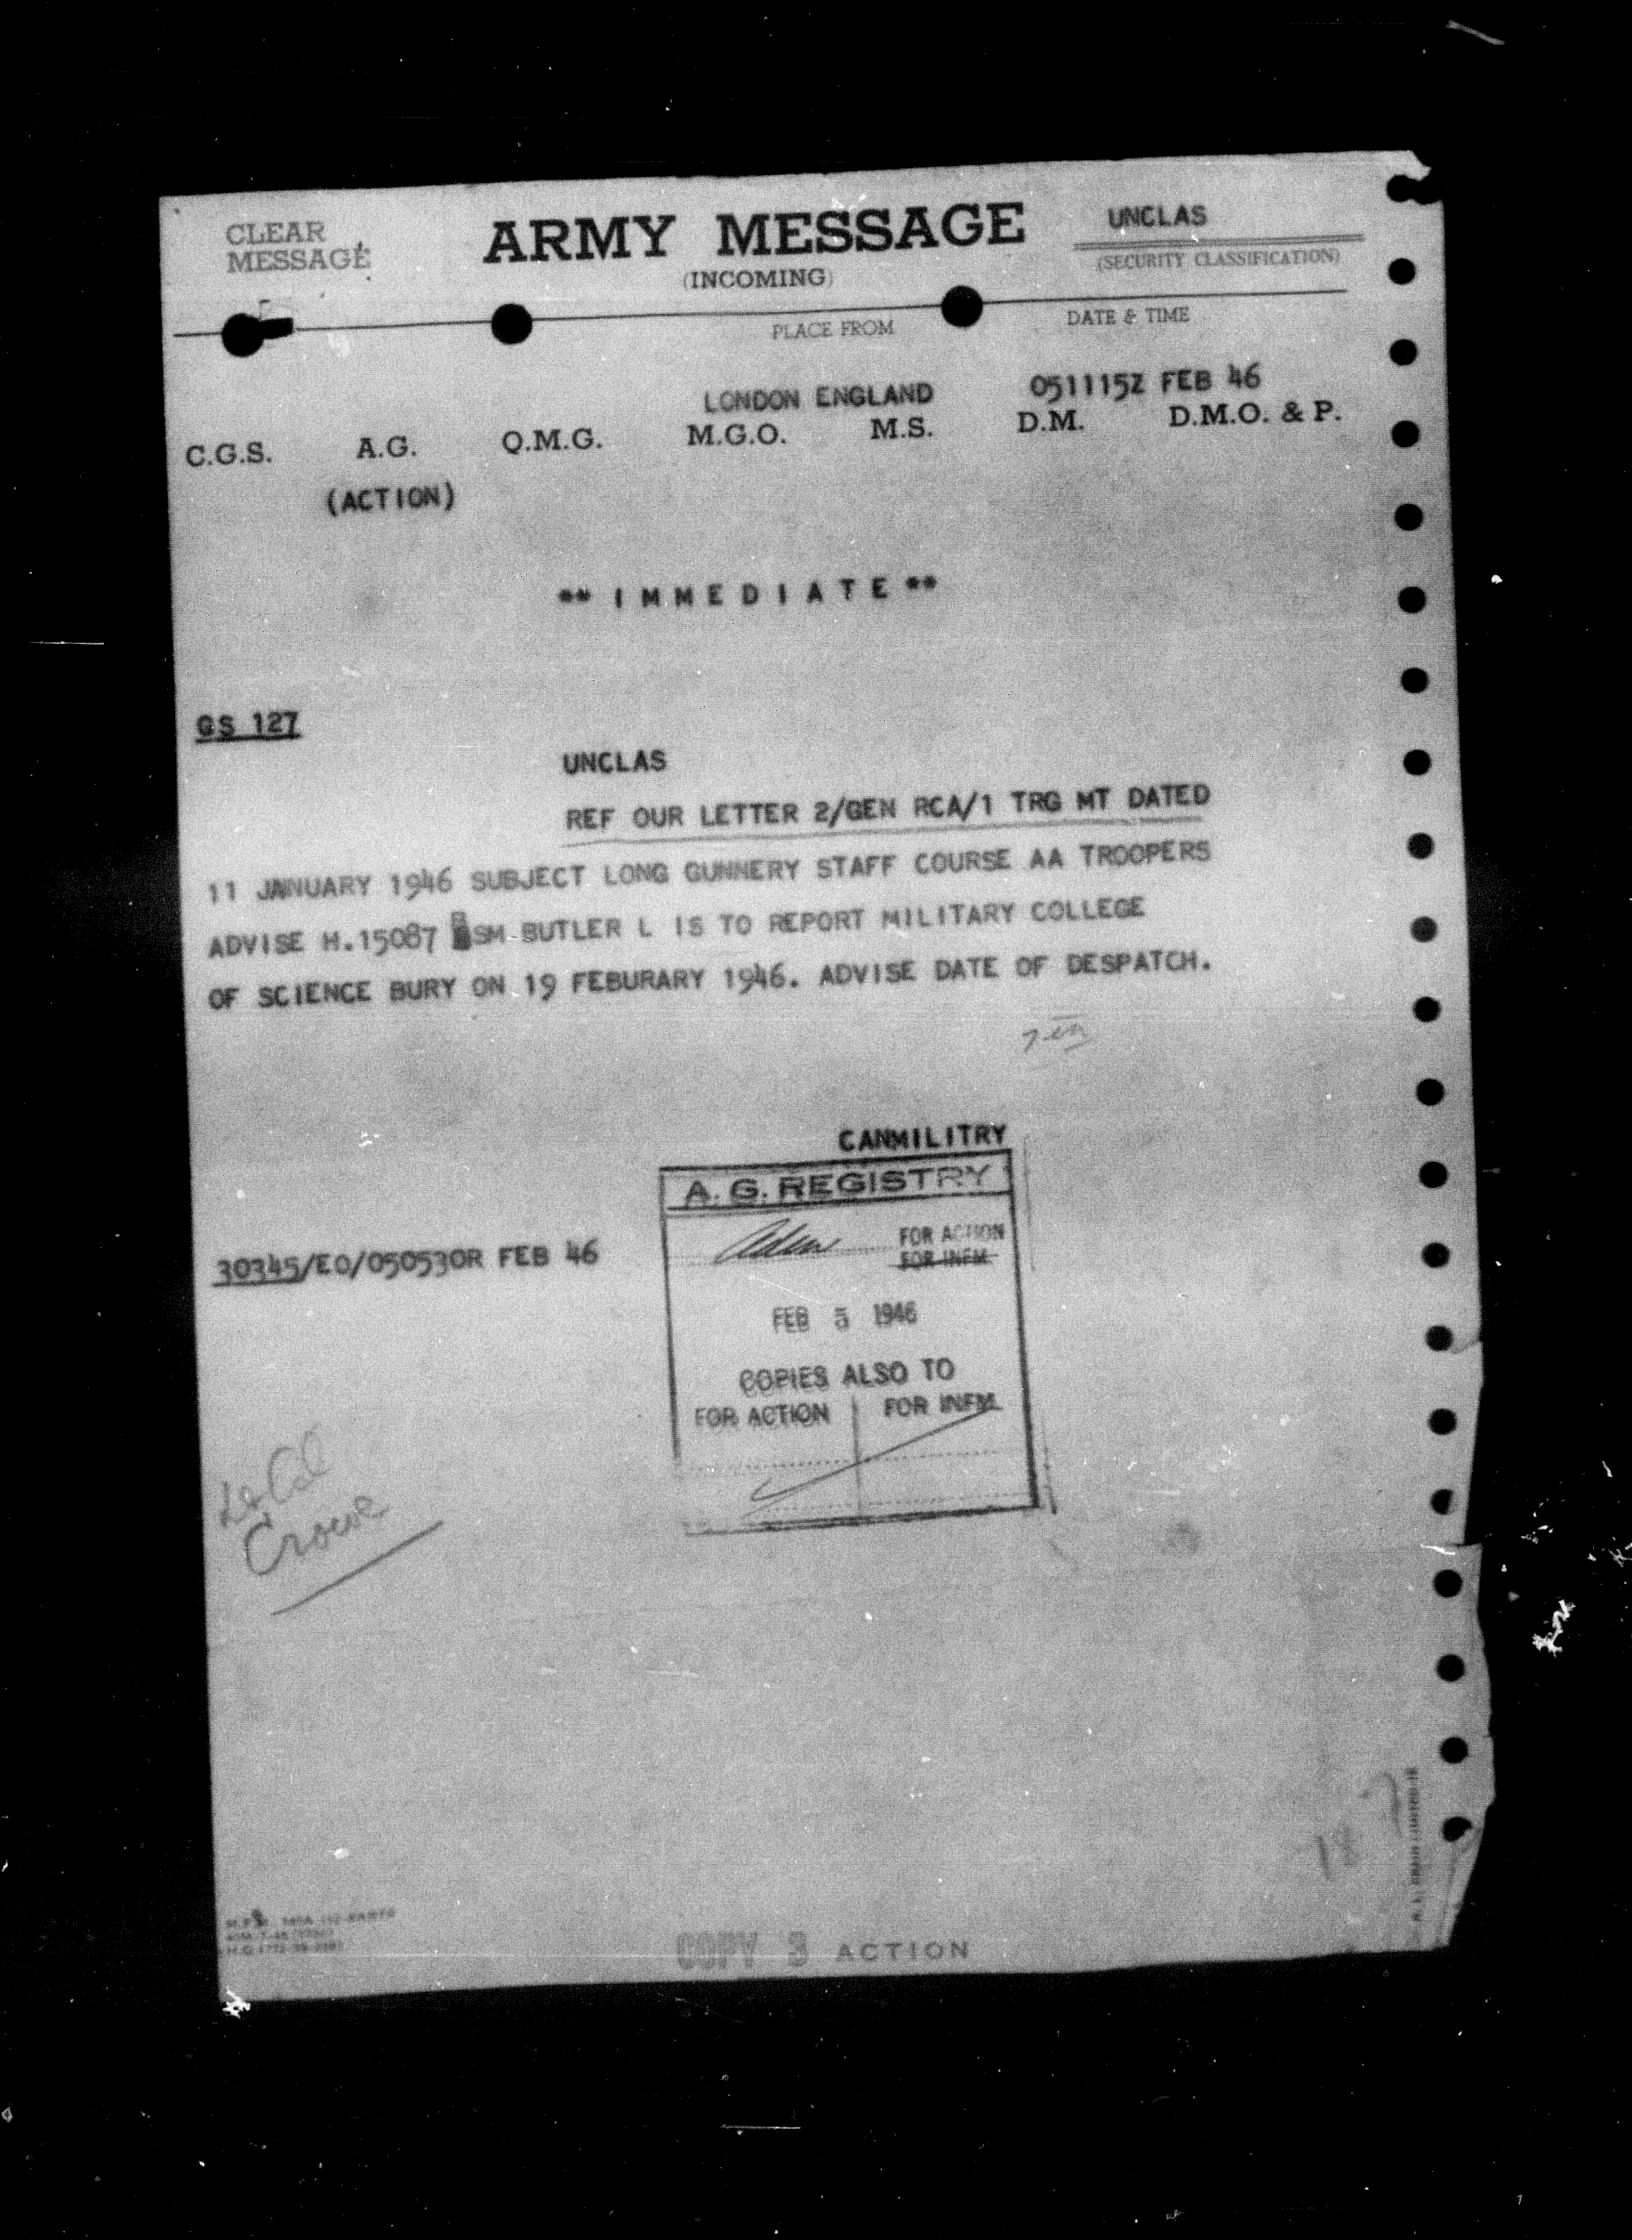 CLEAR
MESSAGE
ARMY MESSAGE
(INCOMING)
UNCLAS
(SECURITY CLASSIFICATION)
PLACE FROM
DATE & TIME
LONDON ENGLAND
051115Z FEB 46
C.G.S. A.G. Q.M.G. M.G.O. M.S. D.M. D.M.O. & P.
(ACTION)
** I M M E D I A T E **
GS 127
UNCLAS
REF OUR LETTER 2/GEN RCA/1 TRG MT DATED
11 JANUARY 1946 SUBJECT LONG GUNNERY STAFF COURSE AA TROOPERS
ADVISE H.15087 BSM BUTLER L IS TO REPORT MILITARY COLLEGE
OF SCIENCE BURY ON 19 FEBURARY 1946. ADVISE DATE OF DESPATCH.
CANMILITRY
A. G. REGISTRY
FOR ACTION
FOR INFM
30345/EO/050530R FEB 46
FEB 5 1946
COPIES ALSO TO
FOR ACTION FOR INFM.
Lt Col
Crowe
18 7
COPY 3 ACTION